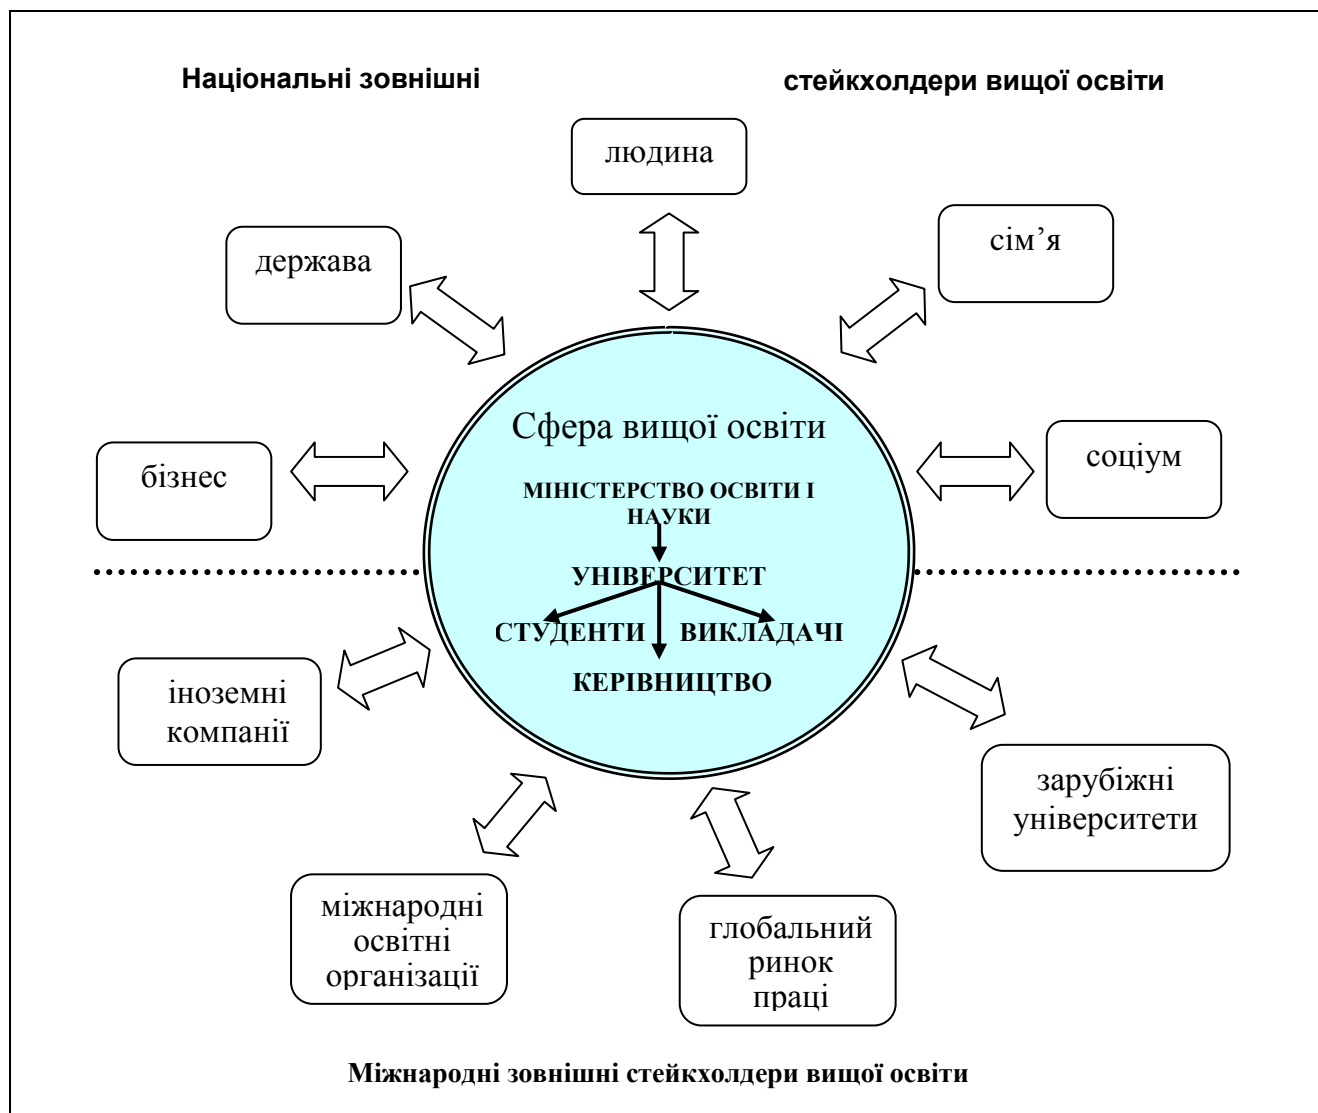 Національні зовнішні стейкхолдери вищої освіти
людина
держава
сім’я
бізнес
соціум
Сфера вищої освіти
МІНІСТЕРСТВО ОСВІТИ І
НАУКИ
УНІВЕРСИТЕТ
СТУДЕНТИ ВИКЛАДАЧІ
КЕРІВНИЦТВО
іноземні
компанії
зарубіжні
університети
міжнародні
освітні
організації
глобальний
ринок
праці
Міжнародні зовнішні стейкхолдери вищої освіти